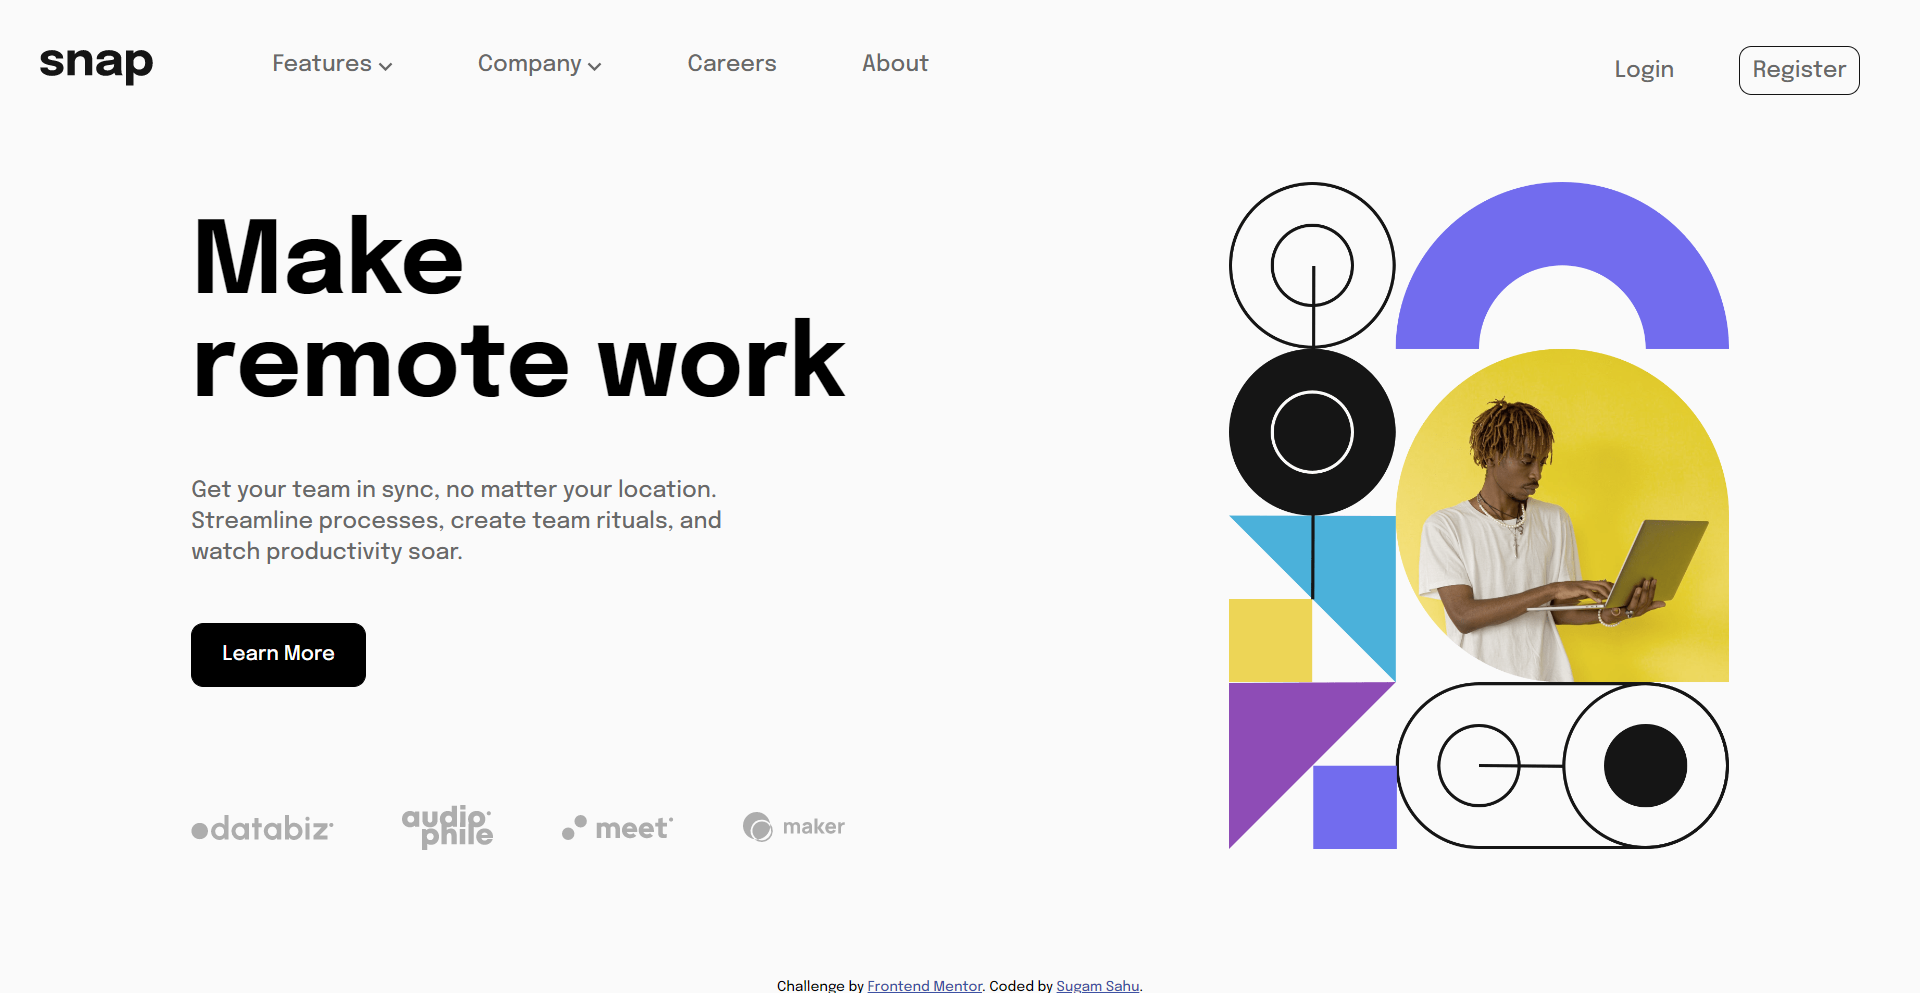 snap Features Company Careers About Login Register
Make
remote work
Get your team in sync, no matter your location.
Streamline processes, create team rituals, and
watch productivity soar.
Learn More
databiz audiophile meet maker
Challenge by Frontend Mentor. Coded by Sugam Sahu.